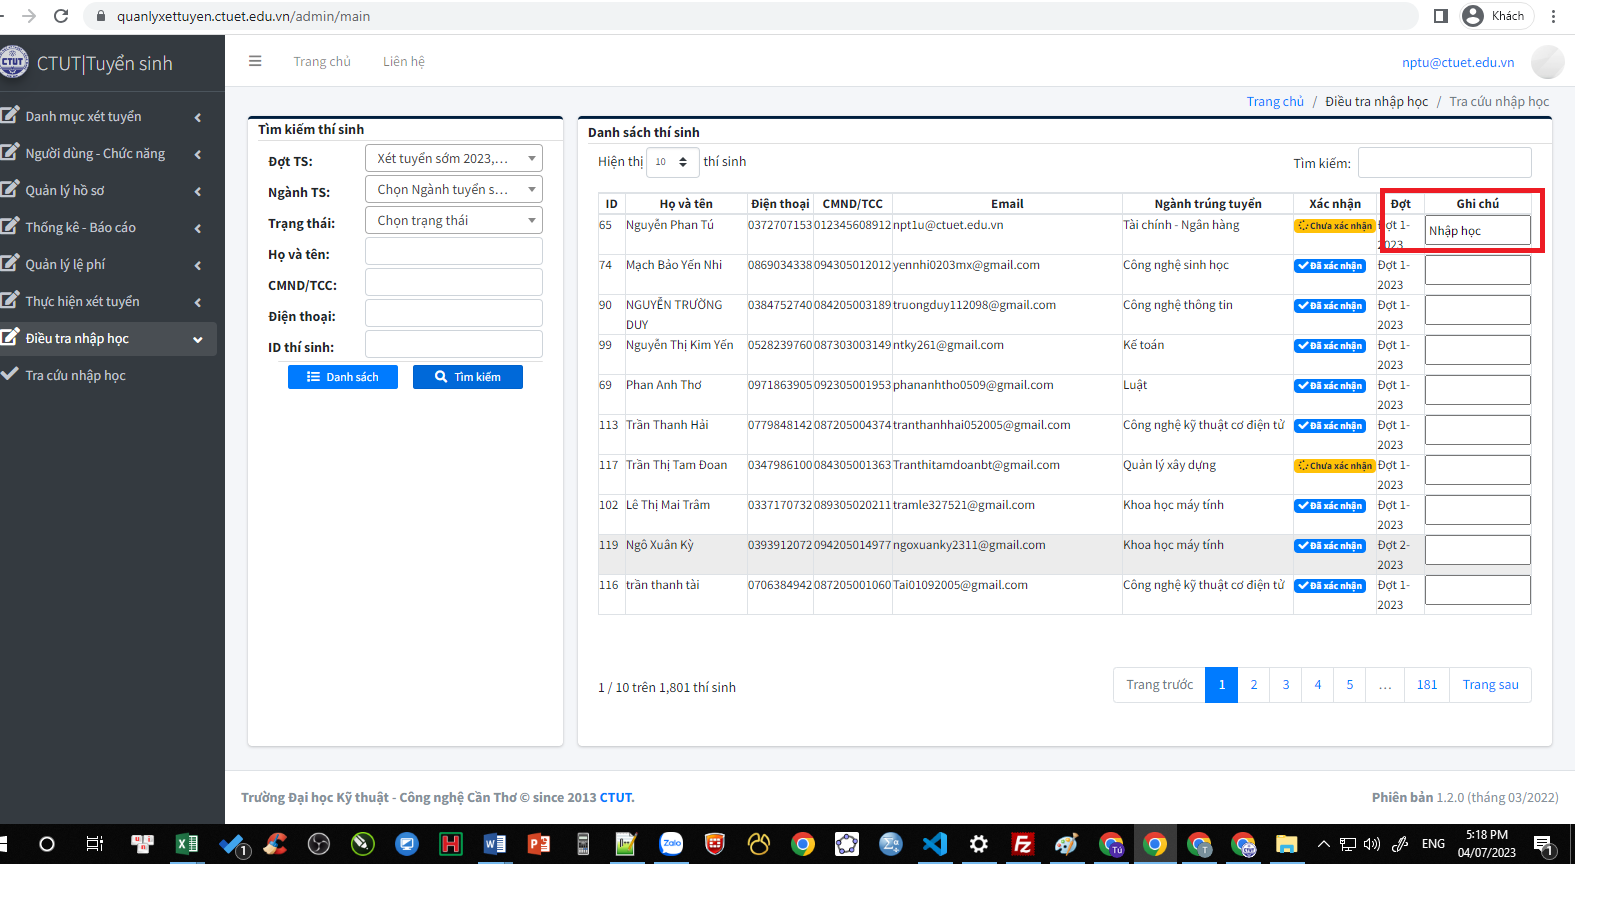 quanlyxettuyen.ctuet.edu.vn/admin/main
Khách
CTUT|Tuyển sinh
Trang chủ Liên hệ
nptu@ctuet.edu.vn
Trang chủ / Điều tra nhập học / Tra cứu nhập học
Danh mục xét tuyển
Người dùng - Chức năng
Quản lý hồ sơ
Thống kê - Báo cáo
Quản lý lệ phí
Thực hiện xét tuyển
Điều tra nhập học
Tra cứu nhập học
Tìm kiếm thí sinh
Đợt TS: Xét tuyển sớm 2023,...
Ngành TS: Chọn Ngành tuyển s...
Trạng thái: Chọn trạng thái
Họ và tên:
CMND/TCC:
Điện thoại:
ID thí sinh:
Danh sách Tìm kiếm
Danh sách thí sinh
Hiện thị 10 thí sinh
Tìm kiếm:
ID Họ và tên Điện thoại CMND/TCC Email Ngành trúng tuyển Xác nhận Đợt Ghi chú
65 Nguyễn Phan Tú 0372707153 012345608912 npt1u@ctuet.edu.vn Tài chính - Ngân hàng Chưa xác nhận Đợt 1- Nhập học
2023
74 Mạch Bảo Yến Nhi 0869034338 094305012012 yennhi0203mx@gmail.com Công nghệ sinh học Đã xác nhận Đợt 1-
2023
90 NGUYỄN TRƯỜNG 0384752740 084205003189 truongduy112098@gmail.com Công nghệ thông tin Đã xác nhận Đợt 1-
DUY 2023
99 Nguyễn Thị Kim Yến 0528239760 087303003149 ntky261@gmail.com Kế toán Đã xác nhận Đợt 1-
2023
69 Phan Anh Thơ 0971863905 092305001953 phananhtho0509@gmail.com Luật Đã xác nhận Đợt 1-
2023
113 Trần Thanh Hải 0779848142 087205004374 tranthanhhai052005@gmail.com Công nghệ kỹ thuật cơ điện tử Đã xác nhận Đợt 1-
2023
117 Trần Thị Tam Đoan 0347986100 084305001363 Tranthitamdoanbt@gmail.com Quản lý xây dựng Chưa xác nhận Đợt 1-
2023
102 Lê Thị Mai Trâm 0337170732 089305020211 tramle327521@gmail.com Khoa học máy tính Đã xác nhận Đợt 1-
2023
119 Ngô Xuân Kỳ 0393912072 094205014977 ngoxuanky2311@gmail.com Khoa học máy tính Đã xác nhận Đợt 2-
2023
116 trần thanh tài 0706384942 087205001060 Tai01092005@gmail.com Công nghệ kỹ thuật cơ điện tử Đã xác nhận Đợt 1-
2023
1 / 10 trên 1,801 thí sinh
Trang trước 1 2 3 4 5 ... 181 Trang sau
Trường Đại học Kỹ thuật - Công nghệ Cần Thơ © since 2013 CTUT.
Phiên bản 1.2.0 (tháng 03/2022)
ENG
5:18 PM
04/07/2023